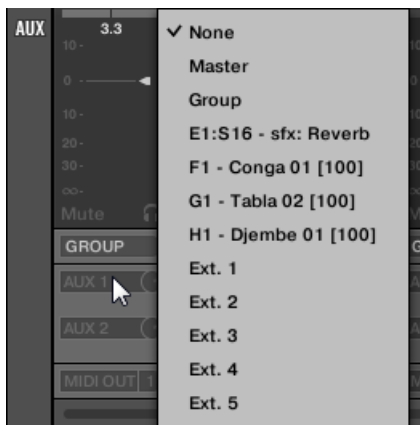 AUX
3.3
10 -
0 -
10 -
20 -
30 -
∞-
Mute
GROUP
AUX 1
AUX 2
MIDI OUT 1
✓ None
Master
Group
E1:S16 - sfx: Reverb
F1 - Conga 01 [100]
G1 - Tabla 02 [100]
H1 - Djembe 01 [100]
Ext. 1
Ext. 2
Ext. 3
Ext. 4
Ext. 5